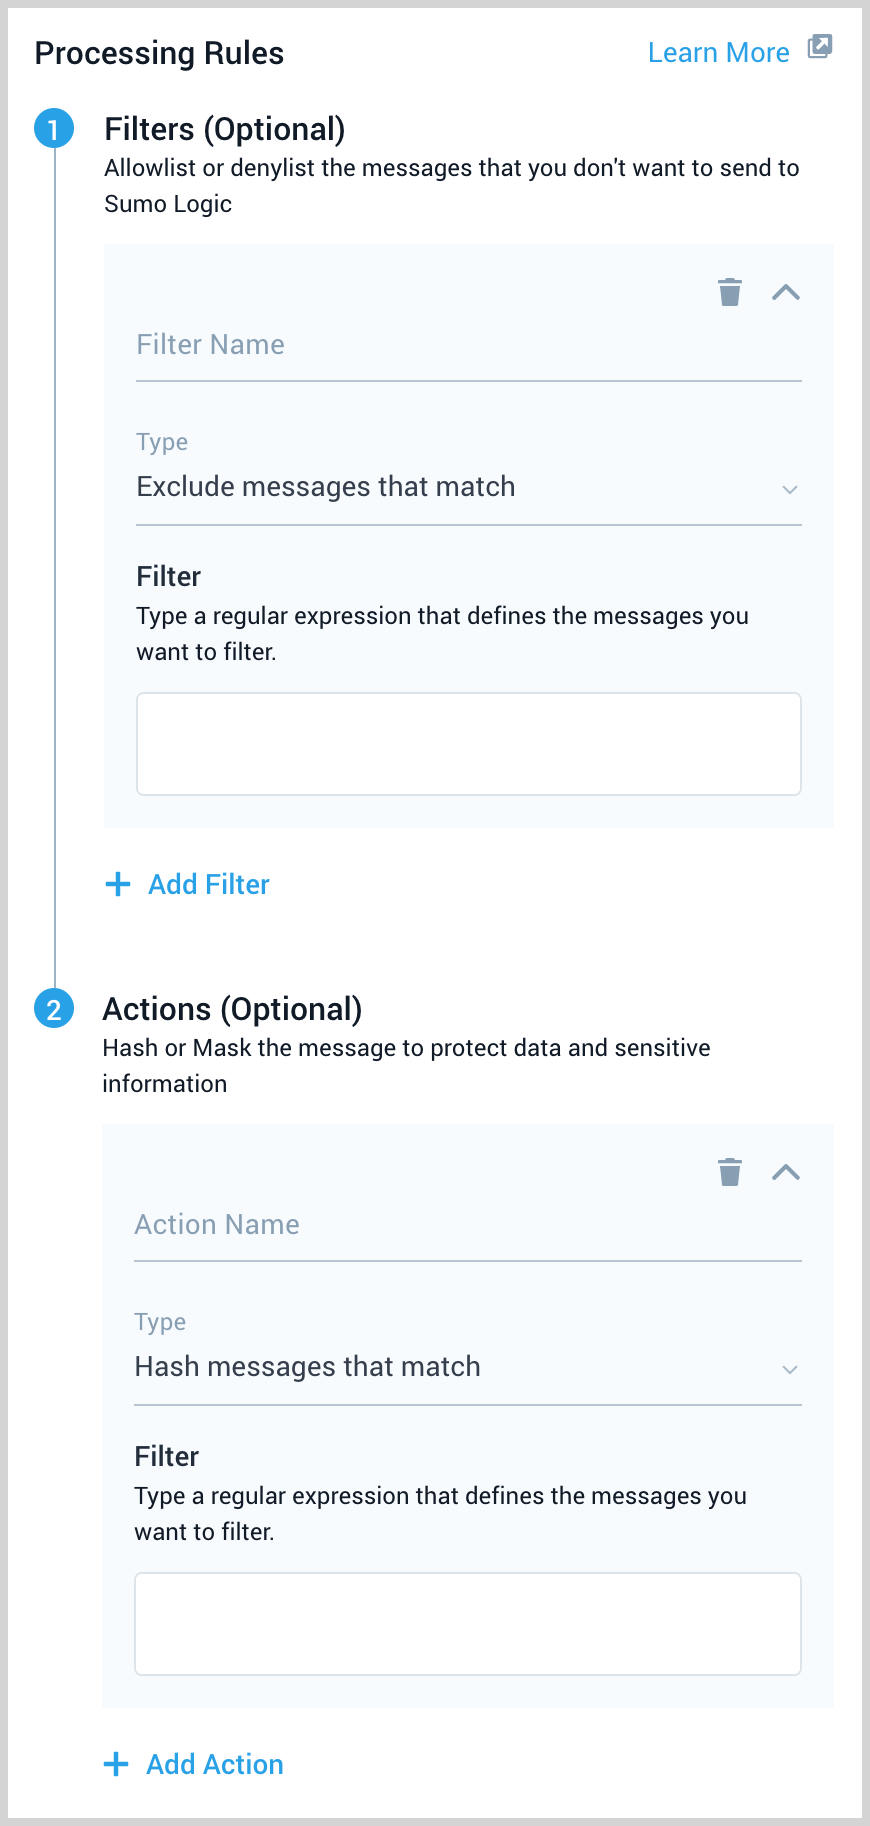 Processing Rules
Learn More
1
Filters (Optional)
Allowlist or denylist the messages that you don't want to send to
Sumo Logic
Filter Name
Type
Exclude messages that match
Filter
Type a regular expression that defines the messages you
want to filter.
+ Add Filter
2
Actions (Optional)
Hash or Mask the message to protect data and sensitive
information
Action Name
Type
Hash messages that match
Filter
Type a regular expression that defines the messages you
want to filter.
+ Add Action